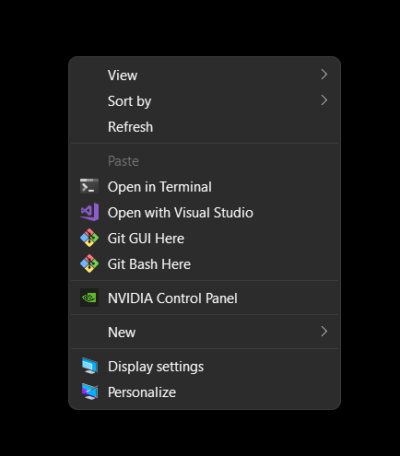 View
Sort by
Refresh
Paste
Open in Terminal
Open with Visual Studio
Git GUI Here
Git Bash Here
NVIDIA Control Panel
New
Display settings
Personalize